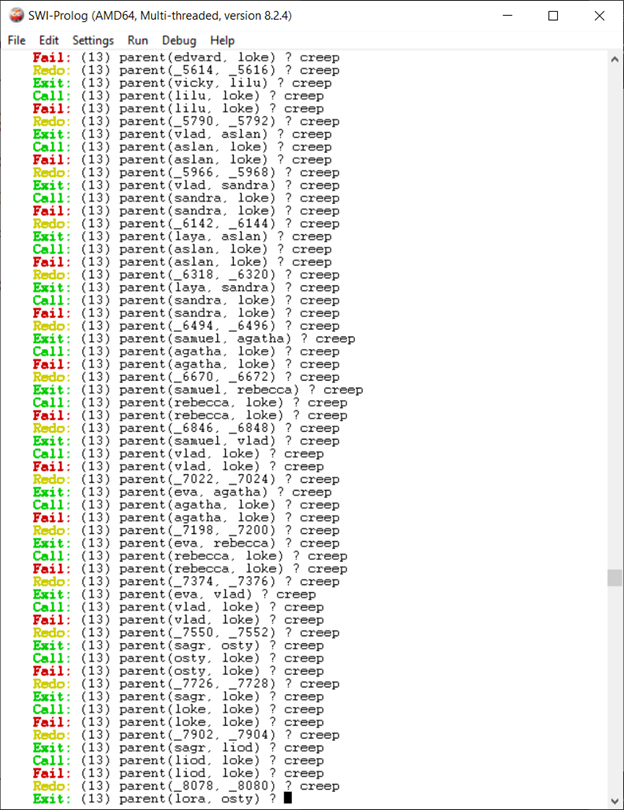 SWI-Prolog (AMD64, Multi-threaded, version 8.2.4)
File Edit Settings Run Debug Help
Fail: (13) parent(edvard, loke) ? creep
Redo: (13) parent(_5614, _5616) ? creep
Exit: (13) parent(vicky, lilu) ? creep
Call: (13) parent(lilu, loke) ? creep
Fail: (13) parent(lilu, loke) ? creep
Redo: (13) parent(_5790, _5792) ? creep
Exit: (13) parent(vlad, aslan) ? creep
Call: (13) parent(aslan, loke) ? creep
Fail: (13) parent(aslan, loke) ? creep
Redo: (13) parent(_5966, _5968) ? creep
Exit: (13) parent(vlad, sandra) ? creep
Call: (13) parent(sandra, loke) ? creep
Fail: (13) parent(sandra, loke) ? creep
Redo: (13) parent(_6142, _6144) ? creep
Exit: (13) parent(laya, aslan) ? creep
Call: (13) parent(aslan, loke) ? creep
Fail: (13) parent(aslan, loke) ? creep
Redo: (13) parent(_6318, _6320) ? creep
Exit: (13) parent(laya, sandra) ? creep
Call: (13) parent(sandra, loke) ? creep
Fail: (13) parent(sandra, loke) ? creep
Redo: (13) parent(_6494, _6496) ? creep
Exit: (13) parent(samuel, agatha) ? creep
Call: (13) parent(agatha, loke) ? creep
Fail: (13) parent(agatha, loke) ? creep
Redo: (13) parent(_6670, _6672) ? creep
Exit: (13) parent(samuel, rebecca) ? creep
Call: (13) parent(rebecca, loke) ? creep
Fail: (13) parent(rebecca, loke) ? creep
Redo: (13) parent(_6846, _6848) ? creep
Exit: (13) parent(samuel, vlad) ? creep
Call: (13) parent(vlad, loke) ? creep
Fail: (13) parent(vlad, loke) ? creep
Redo: (13) parent(_7022, _7024) ? creep
Exit: (13) parent(eva, agatha) ? creep
Call: (13) parent(agatha, loke) ? creep
Fail: (13) parent(agatha, loke) ? creep
Redo: (13) parent(_7198, _7200) ? creep
Exit: (13) parent(eva, rebecca) ? creep
Call: (13) parent(rebecca, loke) ? creep
Fail: (13) parent(rebecca, loke) ? creep
Redo: (13) parent(_7374, _7376) ? creep
Exit: (13) parent(eva, vlad) ? creep
Call: (13) parent(vlad, loke) ? creep
Fail: (13) parent(vlad, loke) ? creep
Redo: (13) parent(_7550, _7552) ? creep
Exit: (13) parent(sagr, osty) ? creep
Call: (13) parent(osty, loke) ? creep
Fail: (13) parent(osty, loke) ? creep
Redo: (13) parent(_7726, _7728) ? creep
Exit: (13) parent(sagr, loke) ? creep
Call: (13) parent(loke, loke) ? creep
Fail: (13) parent(loke, loke) ? creep
Redo: (13) parent(_7902, _7904) ? creep
Exit: (13) parent(sagr, liod) ? creep
Call: (13) parent(liod, loke) ? creep
Fail: (13) parent(liod, loke) ? creep
Redo: (13) parent(_8078, _8080) ? creep
Exit: (13) parent(lora, osty) ?